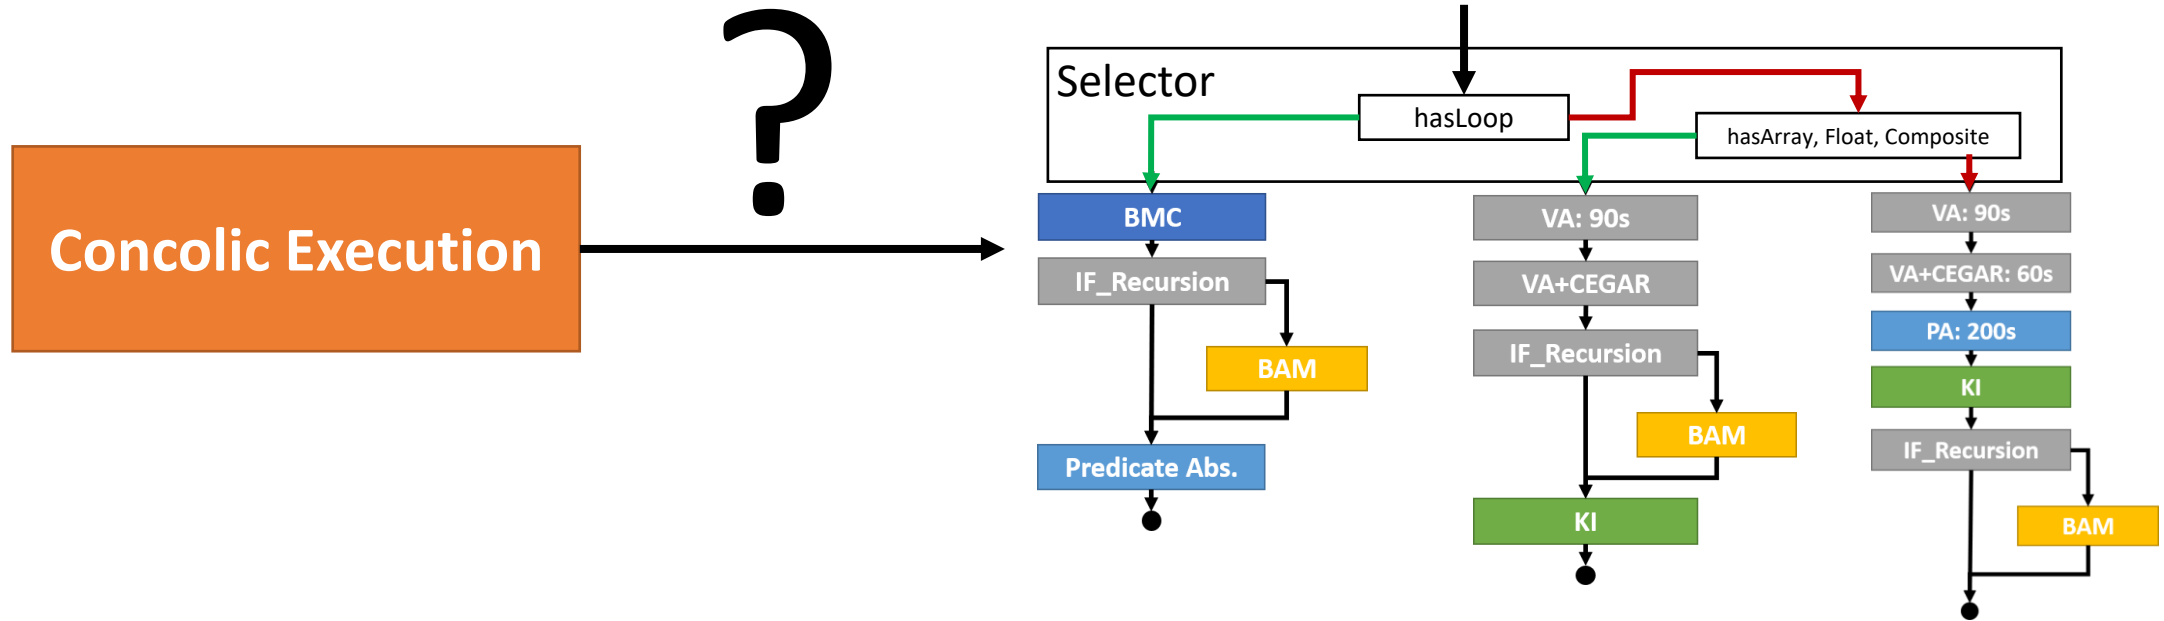 ?
Concolic Execution
Selector
hasLoop
hasArray, Float, Composite
BMC
IF_Recursion
BAM
Predicate Abs.
VA: 90s
VA+CEGAR
IF_Recursion
BAM
KI
VA: 90s
VA+CEGAR: 60s
PA: 200s
KI
IF_Recursion
BAM